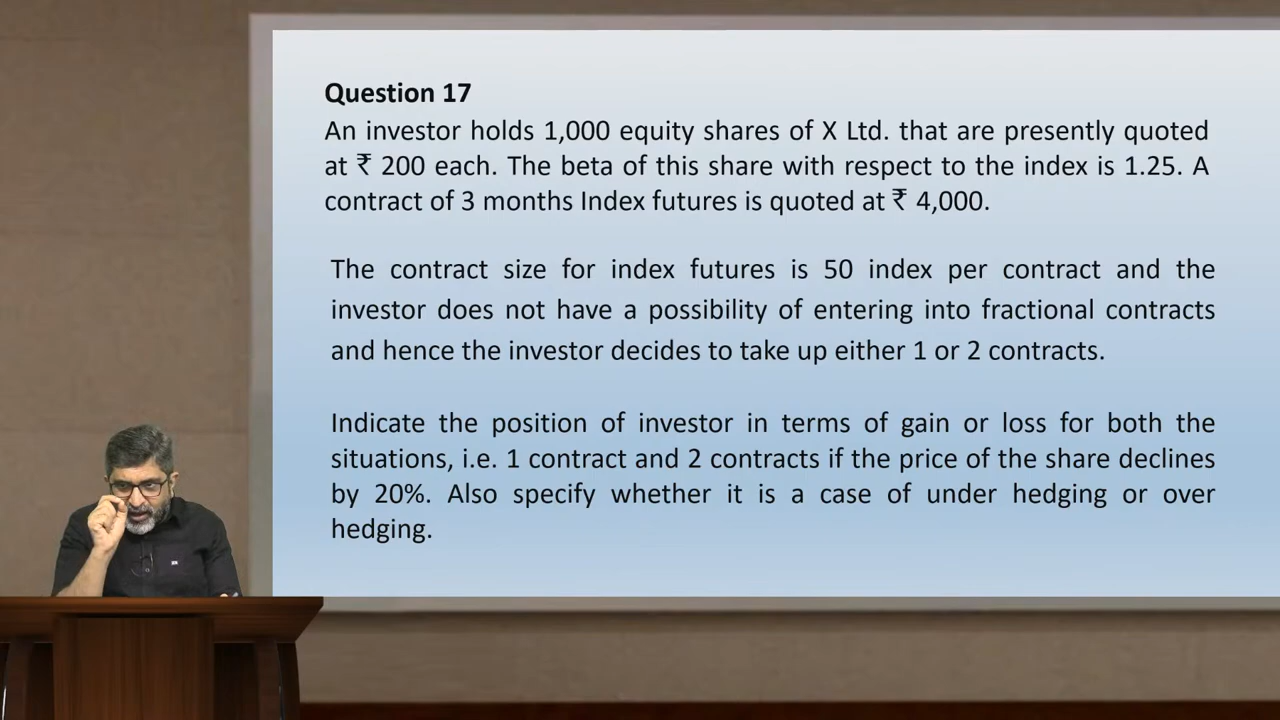 Question 17
An investor holds 1,000 equity shares of X Ltd. that are presently quoted
at ₹ 200 each. The beta of this share with respect to the index is 1.25. A
contract of 3 months Index futures is quoted at ₹ 4,000.
The contract size for index futures is 50 index per contract and the
investor does not have a possibility of entering into fractional contracts
and hence the investor decides to take up either 1 or 2 contracts.
Indicate the position of investor in terms of gain or loss for both the
situations, i.e. 1 contract and 2 contracts if the price of the share declines
by 20%. Also specify whether it is a case of under hedging or over
hedging.